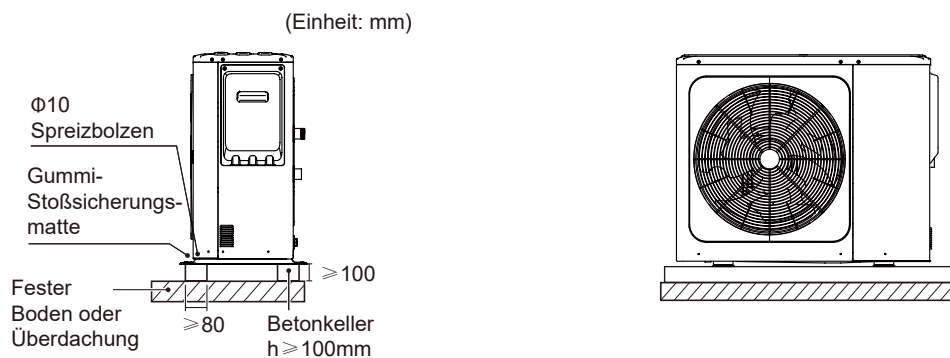 (Einheit: mm)
Φ10
Spreizbolzen
Gummi-
Stoßsicherungs-
matte
≥100
Fester
Boden oder
Überdachung
≥80
Betonkeller
h≥100mm